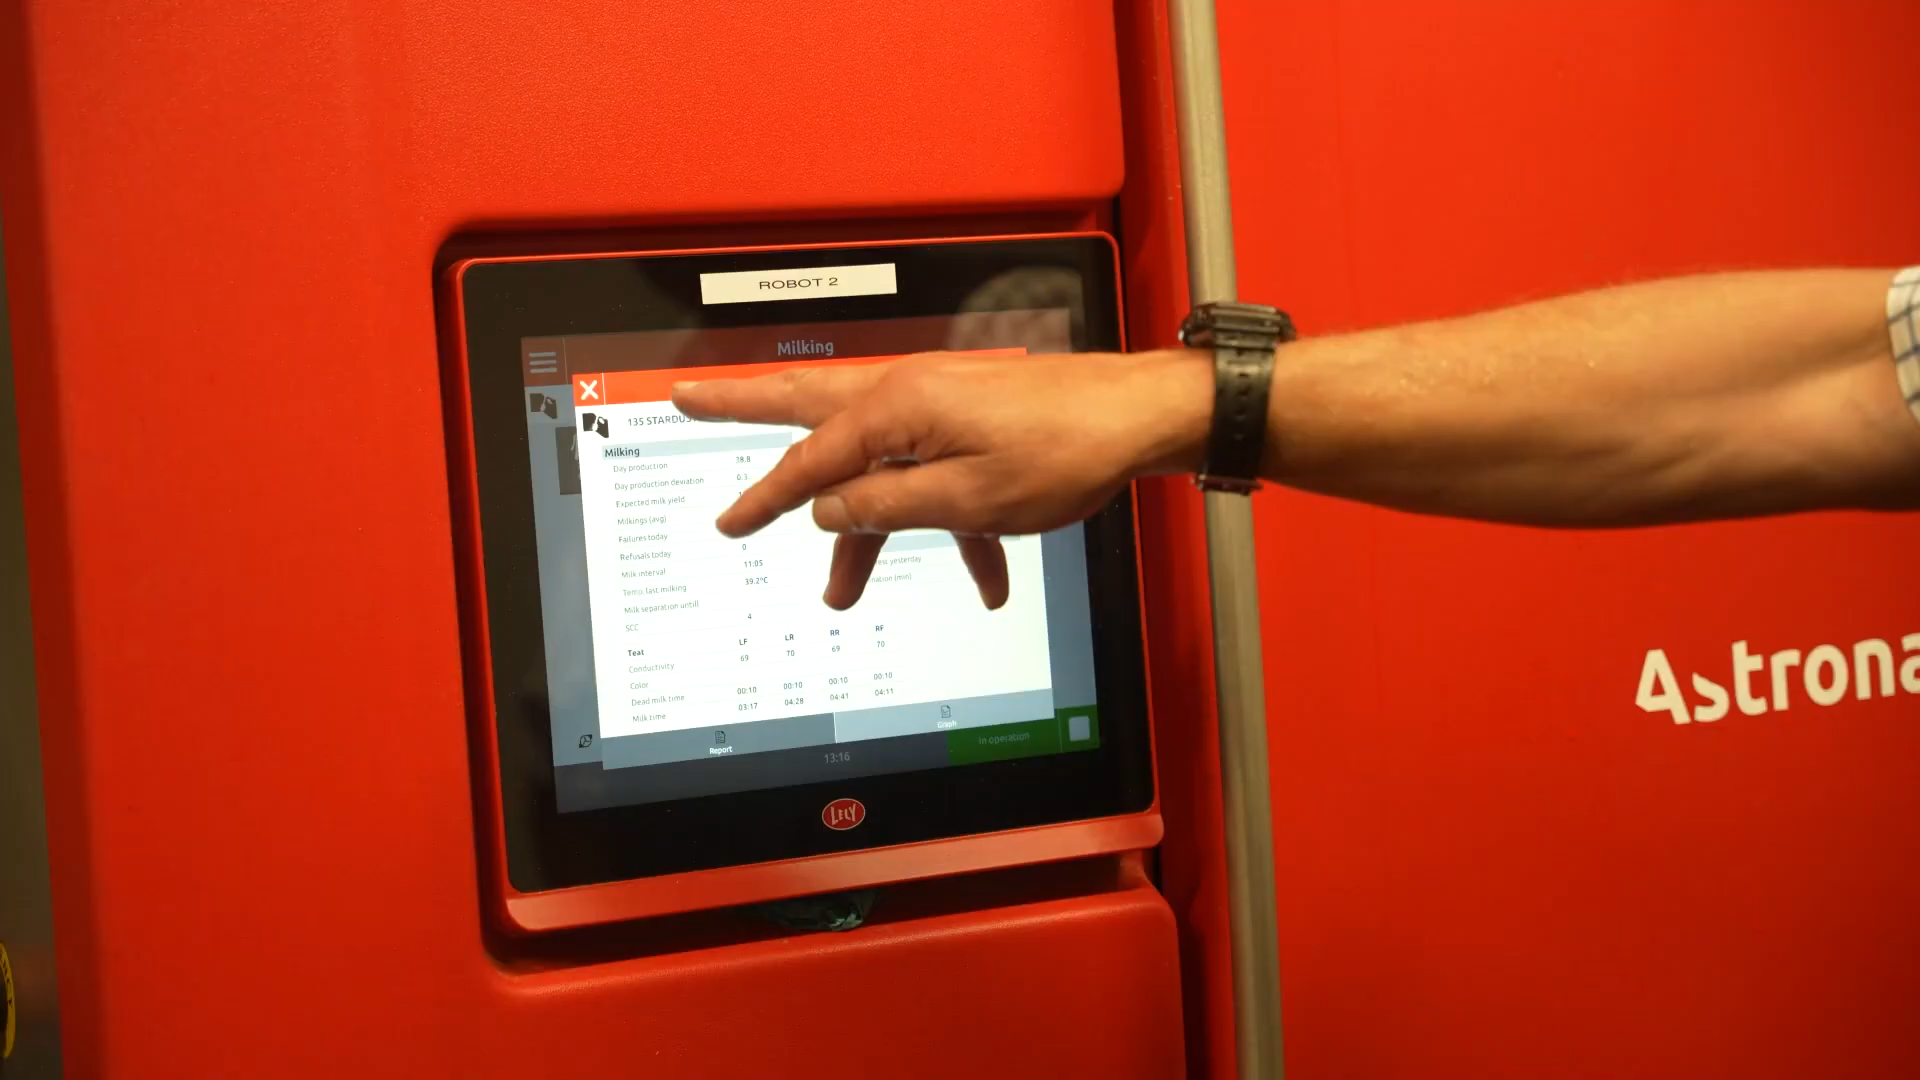 ROBOT 2
Milking
135 STARDUS
Milking
Day production 38.8
Day production deviation 0.3
Expected milk yield
Milkings (avg)
Failures today
Refusals today 0
Milk interval 11:05
Temp. last milking 39.2°C
Milk separation untill
SCC 4
yesterday
(min)
Teat LF LR RR RF
Conductivity 69 70 69 70
Color
Dead milk time 00:10 00:10 00:10 00:10
Milk time 03:17 04:28 04:41 04:11
Report
Graph
13:16
In operation
LELY
Astrona